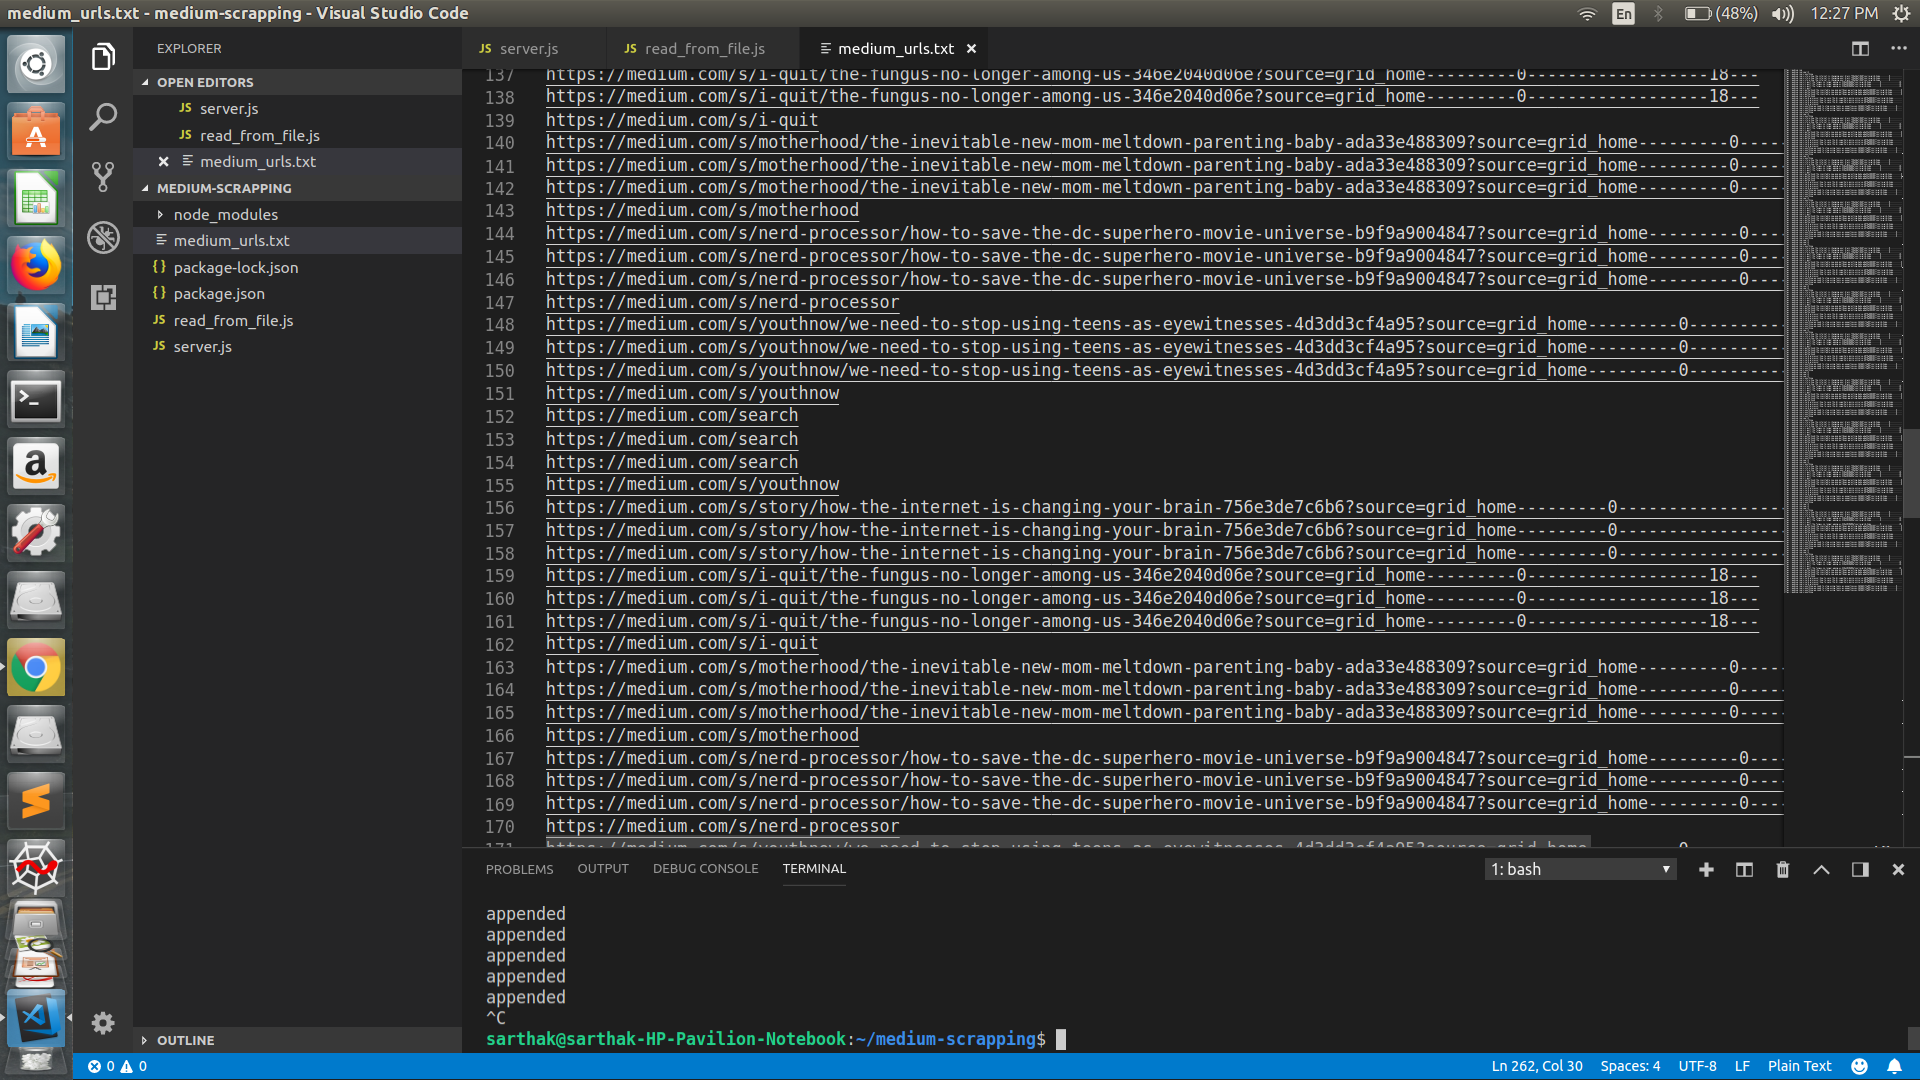 medium_urls.txt - medium-scrapping - Visual Studio Code
En
(48%)
12:27 PM
EXPLORER
OPEN EDITORS
JS server.js
JS read_from_file.js
medium_urls.txt
MEDIUM-SCRAPPING
node_modules
medium_urls.txt
{ } package-lock.json
{ } package.json
JS read_from_file.js
JS server.js
OUTLINE
JS server.js
JS read_from_file.js
medium_urls.txt
137 https://medium.com/s/i-quit/the-fungus-no-longer-among-us-346e2040d06e?source=grid_home---------0------------------18---
138 https://medium.com/s/i-quit/the-fungus-no-longer-among-us-346e2040d06e?source=grid_home---------0------------------18---
139 https://medium.com/s/i-quit
140 https://medium.com/s/motherhood/the-inevitable-new-mom-meltdown-parenting-baby-ada33e488309?source=grid_home---------0-----
141 https://medium.com/s/motherhood/the-inevitable-new-mom-meltdown-parenting-baby-ada33e488309?source=grid_home---------0-----
142 https://medium.com/s/motherhood/the-inevitable-new-mom-meltdown-parenting-baby-ada33e488309?source=grid_home---------0-----
143 https://medium.com/s/motherhood
144 https://medium.com/s/nerd-processor/how-to-save-the-dc-superhero-movie-universe-b9f9a9004847?source=grid_home---------0----
145 https://medium.com/s/nerd-processor/how-to-save-the-dc-superhero-movie-universe-b9f9a9004847?source=grid_home---------0----
146 https://medium.com/s/nerd-processor/how-to-save-the-dc-superhero-movie-universe-b9f9a9004847?source=grid_home---------0----
147 https://medium.com/s/nerd-processor
148 https://medium.com/s/youthnow/we-need-to-stop-using-teens-as-eyewitnesses-4d3dd3cf4a95?source=grid_home---------0----------
149 https://medium.com/s/youthnow/we-need-to-stop-using-teens-as-eyewitnesses-4d3dd3cf4a95?source=grid_home---------0----------
150 https://medium.com/s/youthnow/we-need-to-stop-using-teens-as-eyewitnesses-4d3dd3cf4a95?source=grid_home---------0----------
151 https://medium.com/s/youthnow
152 https://medium.com/search
153 https://medium.com/search
154 https://medium.com/search
155 https://medium.com/s/youthnow
156 https://medium.com/s/story/how-the-internet-is-changing-your-brain-756e3de7c6b6?source=grid_home---------0-----------------
157 https://medium.com/s/story/how-the-internet-is-changing-your-brain-756e3de7c6b6?source=grid_home---------0-----------------
158 https://medium.com/s/story/how-the-internet-is-changing-your-brain-756e3de7c6b6?source=grid_home---------0-----------------
159 https://medium.com/s/i-quit/the-fungus-no-longer-among-us-346e2040d06e?source=grid_home---------0------------------18---
160 https://medium.com/s/i-quit/the-fungus-no-longer-among-us-346e2040d06e?source=grid_home---------0------------------18---
161 https://medium.com/s/i-quit/the-fungus-no-longer-among-us-346e2040d06e?source=grid_home---------0------------------18---
162 https://medium.com/s/i-quit
163 https://medium.com/s/motherhood/the-inevitable-new-mom-meltdown-parenting-baby-ada33e488309?source=grid_home---------0-----
164 https://medium.com/s/motherhood/the-inevitable-new-mom-meltdown-parenting-baby-ada33e488309?source=grid_home---------0-----
165 https://medium.com/s/motherhood/the-inevitable-new-mom-meltdown-parenting-baby-ada33e488309?source=grid_home---------0-----
166 https://medium.com/s/motherhood
167 https://medium.com/s/nerd-processor/how-to-save-the-dc-superhero-movie-universe-b9f9a9004847?source=grid_home---------0----
168 https://medium.com/s/nerd-processor/how-to-save-the-dc-superhero-movie-universe-b9f9a9004847?source=grid_home---------0----
169 https://medium.com/s/nerd-processor/how-to-save-the-dc-superhero-movie-universe-b9f9a9004847?source=grid_home---------0----
170 https://medium.com/s/nerd-processor
171 https://medium.com/s/youthnow/we-need-to-stop-using-teens-as-eyewitnesses-4d3dd3cf4a95?source=grid_home---------0
PROBLEMS OUTPUT DEBUG CONSOLE TERMINAL
1: bash
appended
appended
appended
appended
appended
^C
sarthak@sarthak-HP-Pavilion-Notebook:~/medium-scrapping$
0 0
Ln 262, Col 30 Spaces: 4 UTF-8 LF Plain Text